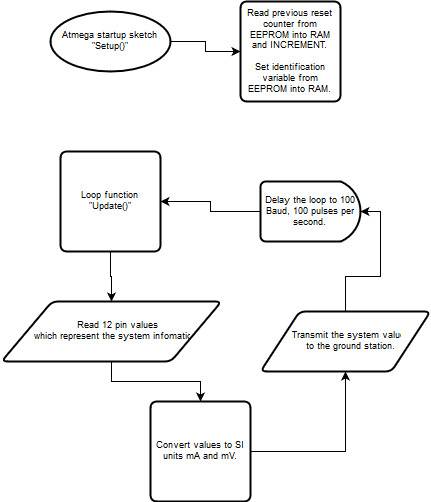 Atmega startup sketch
"Setup()"
Read previous reset
counter from
EEPROM into RAM
and INCREMENT.
Set identification
variable from
EEPROM into RAM.
Loop function
"Update()"
Delay the loop to 100
Baud, 100 pulses per
second.
Read 12 pin values
which represent the system infomatic
Transmit the system valu
to the ground station.
Convert values to SI
units mA and mV.